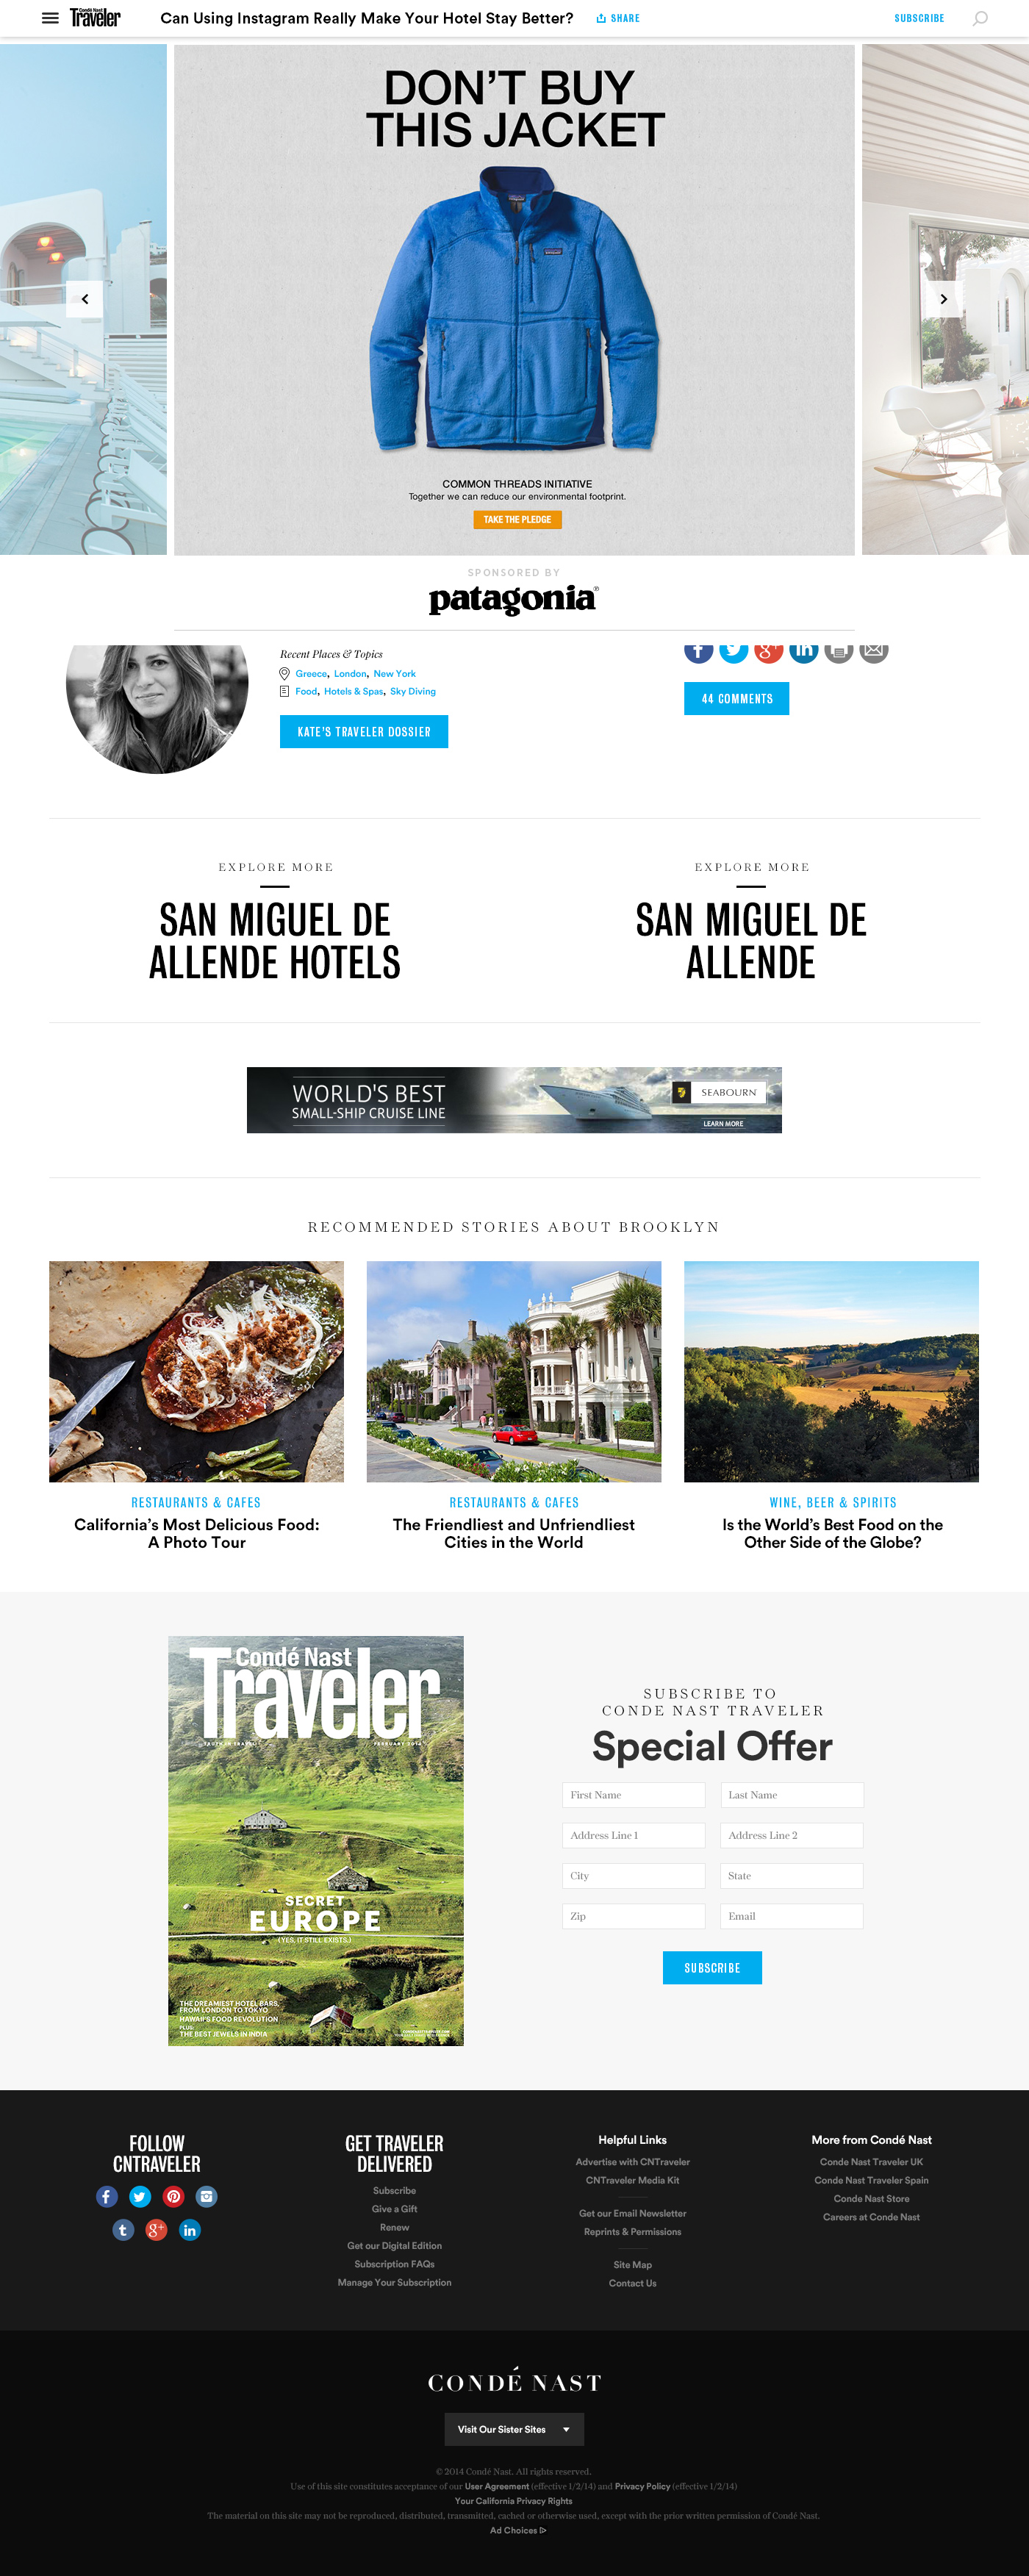 Condé Nast
Traveler
Can Using Instagram Really Make Your Hotel Stay Better?
SHARE
SUBSCRIBE
DON'T BUY
THIS JACKET
patagonia
COMMON THREADS INITIATIVE
Together we can reduce our environmental footprint.
TAKE THE PLEDGE
SPONSORED BY
patagonia®
Recent Places & Topics
Greece, London, New York
Food, Hotels & Spas, Sky Diving
KATE'S TRAVELER DOSSIER
44 COMMENTS
EXPLORE MORE
SAN MIGUEL DE
ALLENDE HOTELS
EXPLORE MORE
SAN MIGUEL DE
ALLENDE
WORLD'S BEST
SMALL-SHIP CRUISE LINE
SEABOURN
LEARN MORE
RECOMMENDED STORIES ABOUT BROOKLYN
RESTAURANTS & CAFES
California's Most Delicious Food:
A Photo Tour
RESTAURANTS & CAFES
The Friendliest and Unfriendliest
Cities in the World
WINE, BEER & SPIRITS
Is the World's Best Food on the
Other Side of the Globe?
Condé Nast
Traveler
TRUTH IN TRAVEL
FEBRUARY 2014
SECRET
EUROPE
(YES, IT STILL EXISTS.)
THE DREAMIEST HOTEL BARS,
FROM LONDON TO TOKYO
HAWAII'S FOOD REVOLUTION
PLUS:
THE BEST JEWELS IN INDIA
SUBSCRIBE TO
CONDE NAST TRAVELER
Special Offer
First Name
Last Name
Address Line 1
Address Line 2
City
State
Zip
Email
SUBSCRIBE
FOLLOW
CNTRAVELER
GET TRAVELER
DELIVERED
Subscribe
Give a Gift
Renew
Get our Digital Edition
Subscription FAQs
Manage Your Subscription
Helpful Links
Advertise with CNTraveler
CNTraveler Media Kit
Get our Email Newsletter
Reprints & Permissions
Site Map
Contact Us
More from Condé Nast
Conde Nast Traveler UK
Conde Nast Traveler Spain
Conde Nast Store
Careers at Conde Nast
CONDÉ NAST
Visit Our Sister Sites
© 2014 Condé Nast. All rights reserved.
Use of this site constitutes acceptance of our User Agreement (effective 1/2/14) and Privacy Policy (effective 1/2/14)
Your California Privacy Rights
The material on this site may not be reproduced, distributed, transmitted, cached or otherwise used, except with the prior written permission of Condé Nast.
Ad Choices